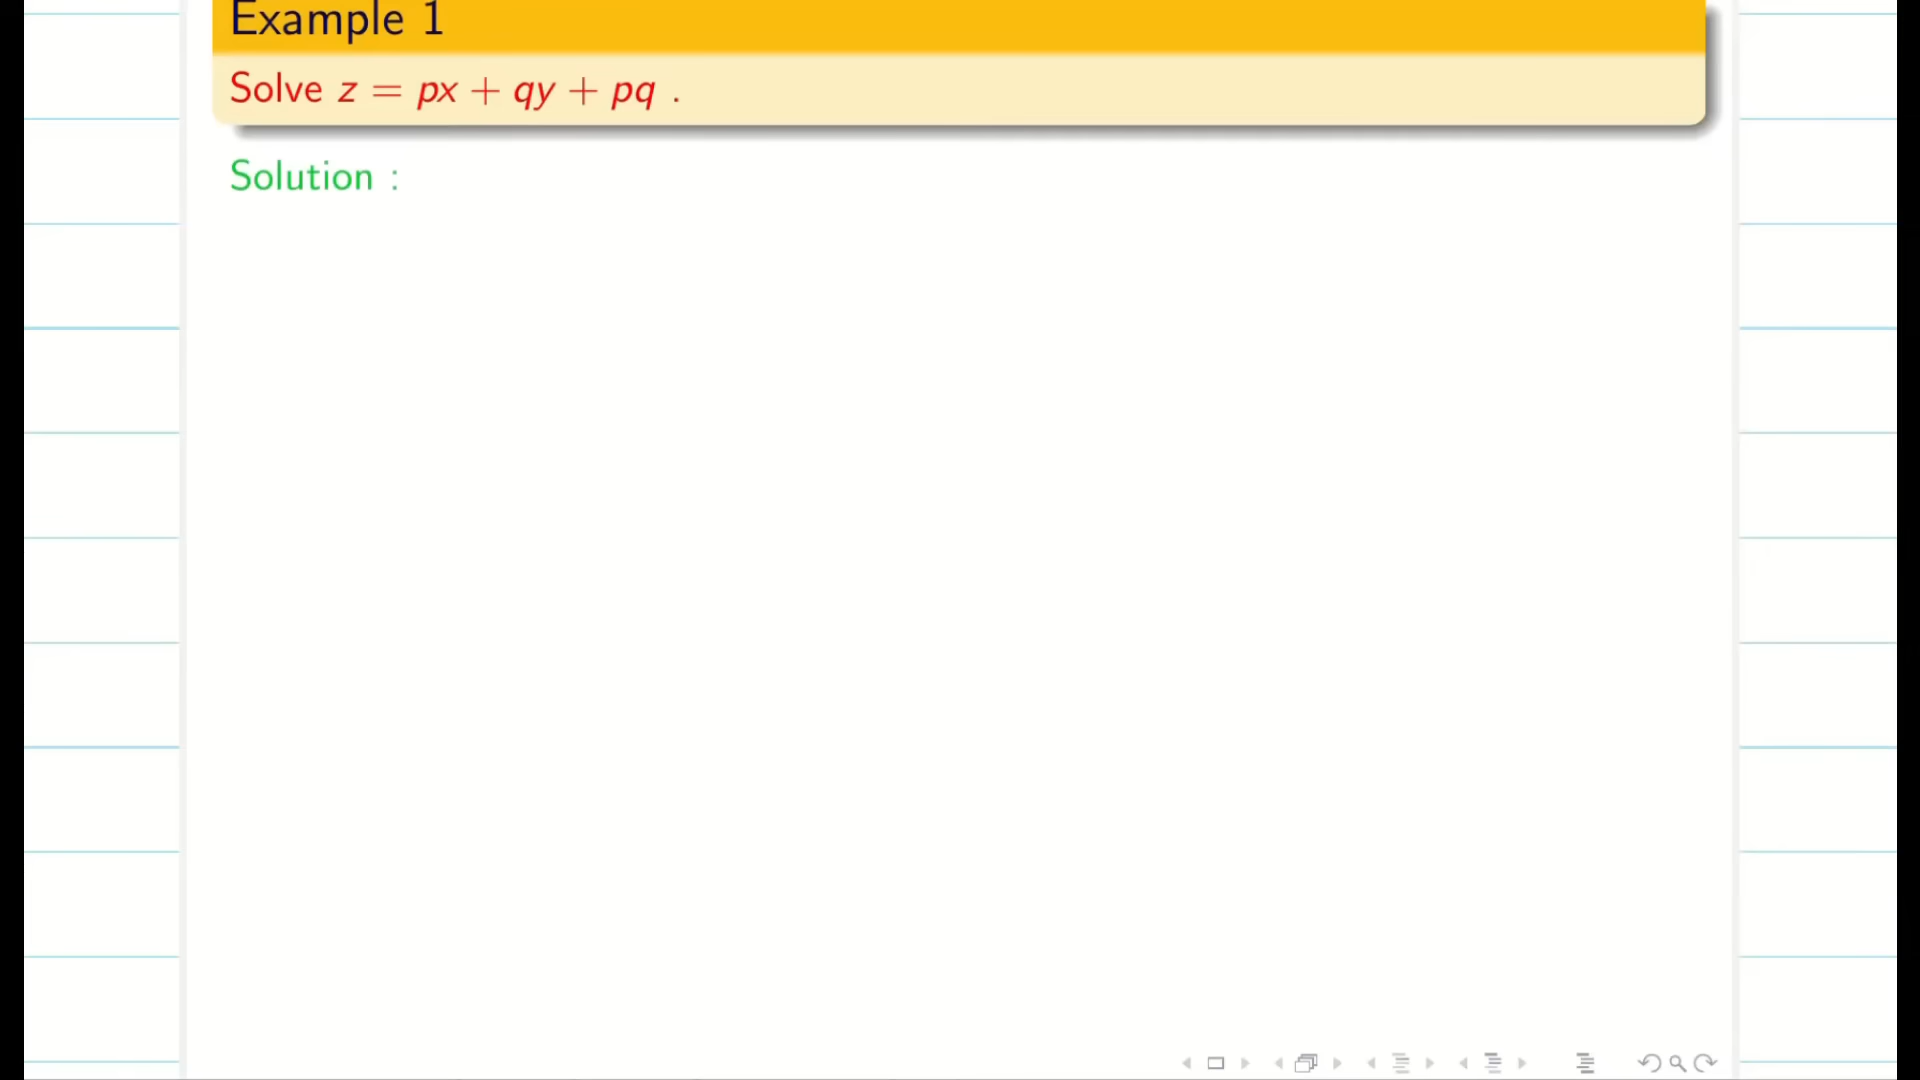 Example 1
Solve z = px + qy + pq .
Solution :